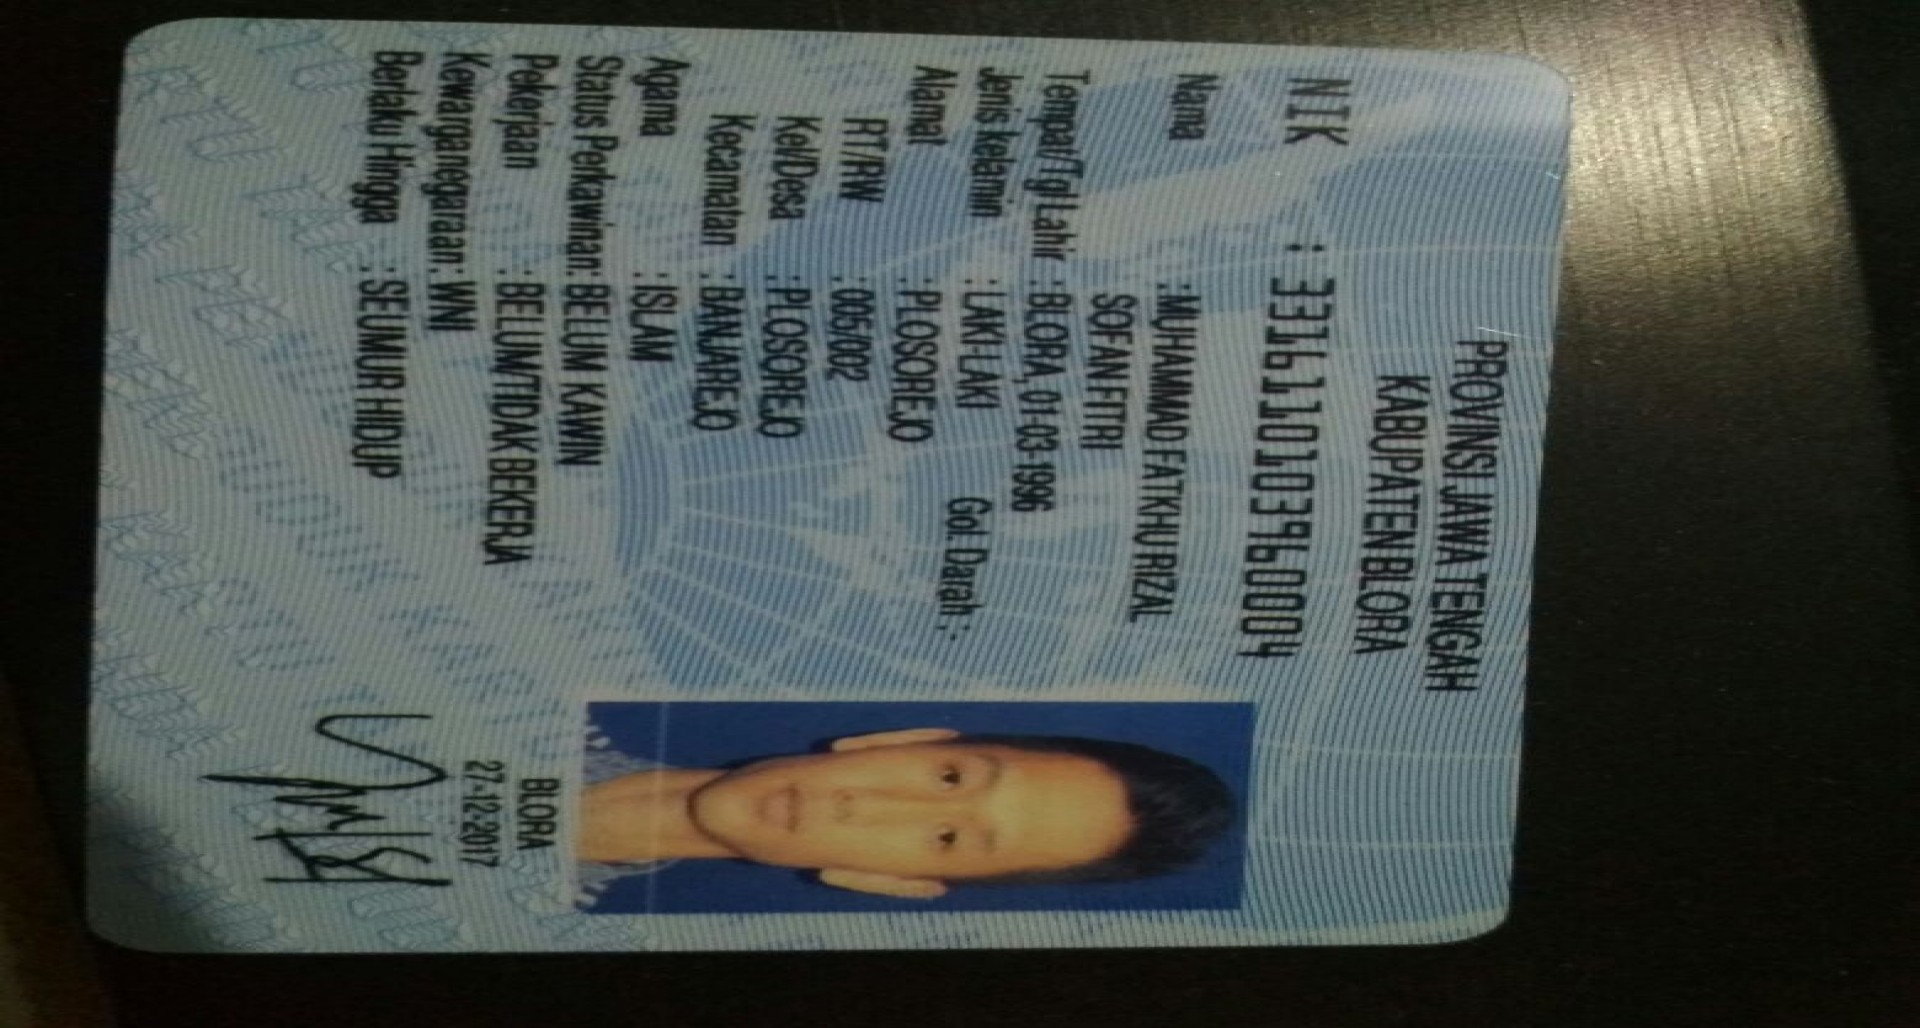 PROVINSI JAWA TENGAH
KABUPATEN BLORA
NIK : 3316110103960004
Nama : MUHAMMAD FATKHU RIZAL
SOFAN FITRI
Tempat/Tgl Lahir : BLORA, 01-03-1996
Jenis kelamin : LAKI-LAKI Gol. Darah :-
Alamat : PLOSOREJO
RT/RW : 005/002
Kel/Desa : PLOSOREJO
Kecamatan : BANJAREJO
Agama : ISLAM
Status Perkawinan: BELUM KAWIN
Pekerjaan : BELUM/TIDAK BEKERJA
Kewarganegaraan: WNI
Berlaku Hingga : SEUMUR HIDUP
BLORA
27-12-2017